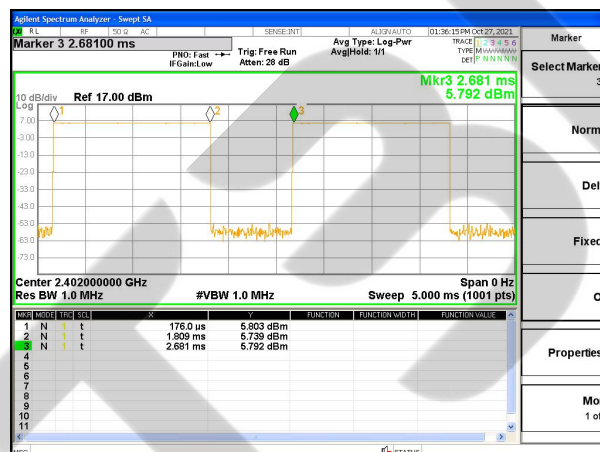 Agilent Spectrum Analyzer - Swept SA
RL RF 50 Ω AC SENSE:INT ALIGN AUTO 01:36:15 PM Oct 27, 2021
Marker 3 2.68100 ms
PNO: Fast
IFGain:Low
Trig: Free Run
Atten: 28 dB
Avg Type: Log-Pwr
Avg|Hold: 1/1
TRACE 1 2 3 4 5 6
TYPE M
DET P N N N N N
Mkr3 2.681 ms
5.792 dBm
10 dB/div Ref 17.00 dBm
Log
1 2 3
7.00
-3.00
-13.0
-23.0
-33.0
-43.0
-53.0
-63.0
-73.0
Center 2.402000000 GHz Span 0 Hz
Res BW 1.0 MHz #VBW 1.0 MHz Sweep 5.000 ms (1001 pts)
MKR MODE TRC SCL X Y FUNCTION FUNCTION WIDTH FUNCTION VALUE
1 N 1 t 176.0 µs 5.803 dBm
2 N 1 t 1.809 ms 5.739 dBm
3 N 1 t 2.681 ms 5.792 dBm
4
5
6
7
8
9
10
11
MSG STATUS
Marker
Select Marker
3
Norm
Del
Fixed
O
Properties
Mo
1 of